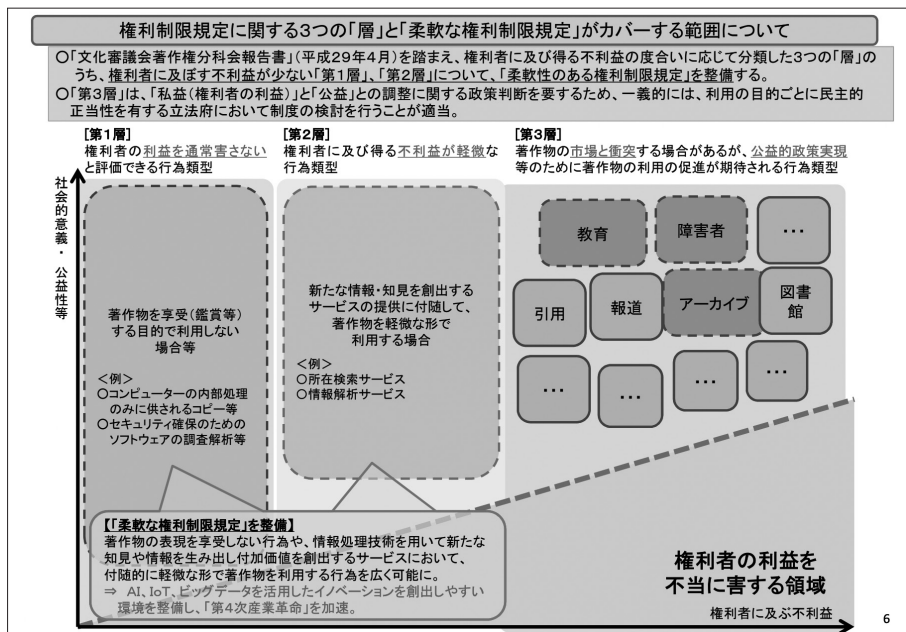 権利制限規定に関する3つの「層」と「柔軟な権利制限規定」がカバーする範囲について
○「文化審議会著作権分科会報告書」(平成29年4月)を踏まえ、権利者に及び得る不利益の度合いに応じて分類した3つの「層」の
うち、権利者に及ぼす不利益が少ない「第1層」、「第2層」について、「柔軟性のある権利制限規定」を整備する。
○「第3層」は、「私益(権利者の利益)」と「公益」との調整に関する政策判断を要するため、一義的には、利用の目的ごとに民主的
正当性を有する立法府において制度の検討を行うことが適当。
[第1層]
権利者の利益を通常害さない
と評価できる行為類型
[第2層]
権利者に及び得る不利益が軽微な
行為類型
[第3層]
著作物の市場と衝突する場合があるが、公益的政策実現
等のために著作物の利用の促進が期待される行為類型
社会的意義・公益性等
著作物を享受(鑑賞等)
する目的で利用しない
場合等
<例>
○コンピューターの内部処理
のみに供されるコピー等
○セキュリティ確保のための
ソフトウェアの調査解析等
新たな情報・知見を創出する
サービスの提供に付随して、
著作物を軽微な形で
利用する場合
<例>
○所在検索サービス
○情報解析サービス
教育
障害者
…
引用
報道
アーカイブ
図書
館
…
…
…
…
【「柔軟な権利制限規定」を整備】
著作物の表現を享受しない行為や、情報処理技術を用いて新たな
知見や情報を生み出し付加価値を創出するサービスにおいて、
付随的に軽微な形で著作物を利用する行為を広く可能に。
⇒ AI、IoT、ビッグデータを活用したイノベーションを創出しやすい
環境を整備し、「第4次産業革命」を加速。
権利者の利益を
不当に害する領域
権利者に及ぶ不利益
6